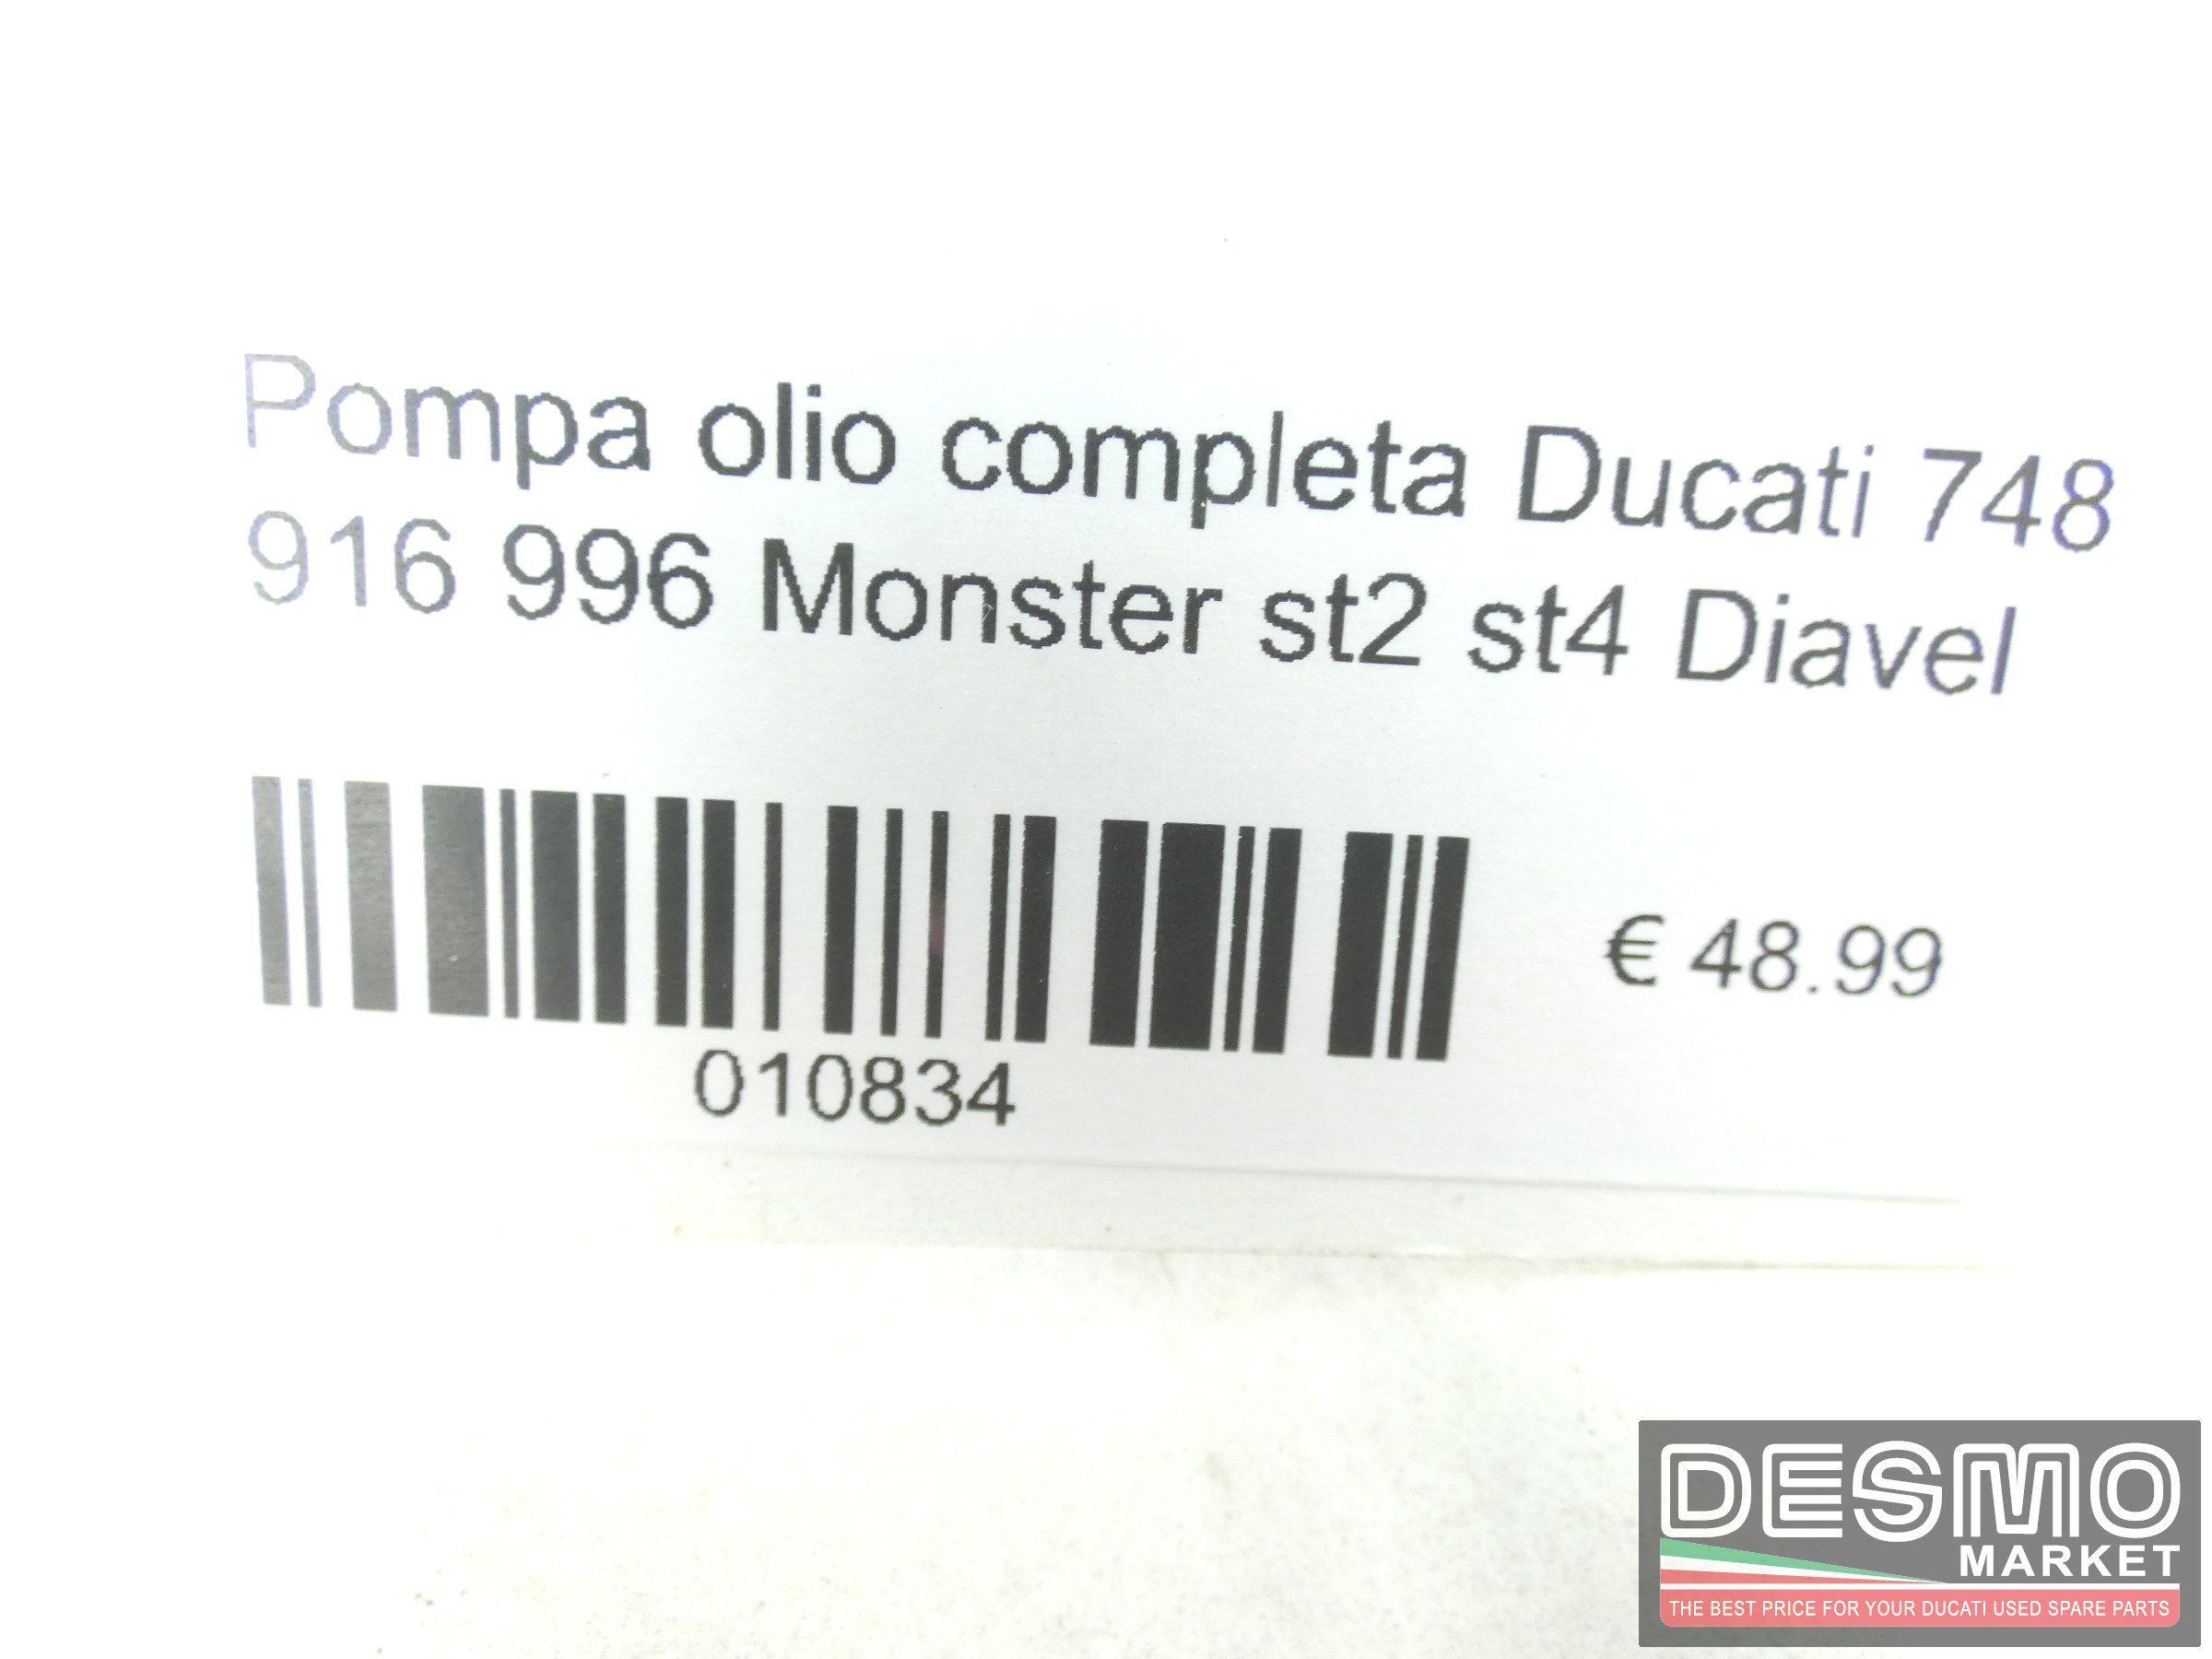 Pompa olio completa Ducati 748
916 996 Monster st2 st4 Diavel
€ 48.99
010834
DESMO
MARKET
THE BEST PRICE FOR YOUR DUCATI USED SPARE PARTS